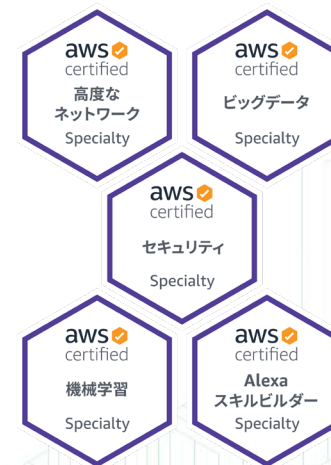 aws
certified
高度な
ネットワーク
Specialty
aws
certified
ビッグデータ
Specialty
aws
certified
セキュリティ
Specialty
aws
certified
機械学習
Specialty
aws
certified
Alexa
スキルビルダー
Specialty